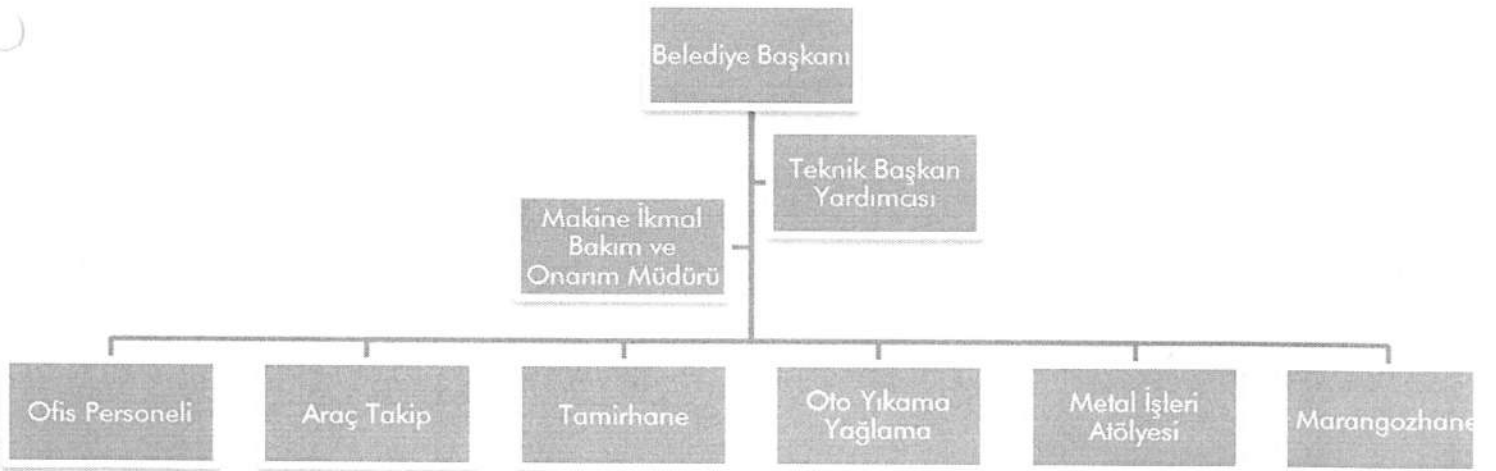 Belediye Başkanı
Teknik Başkan
Yardımcısı
Makine İkmal
Bakım ve
Onarım Müdürü
Ofis Personeli
Araç Takip
Tamirhane
Oto Yıkama
Yağlama
Metal İşleri
Atölyesi
Marangozhane